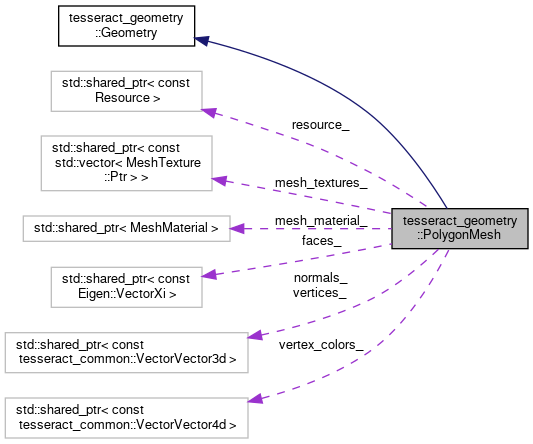 tesseract_geometry
::Geometry
std::shared_ptr< const
Resource >
resource_
std::shared_ptr< const
std::vector< MeshTexture
::Ptr > >
mesh_textures_
std::shared_ptr< MeshMaterial >
mesh_material_
tesseract_geometry
::PolygonMesh
faces_
std::shared_ptr< const
Eigen::VectorXi >
normals_
vertices_
std::shared_ptr< const
tesseract_common::VectorVector3d >
vertex_colors_
std::shared_ptr< const
tesseract_common::VectorVector4d >